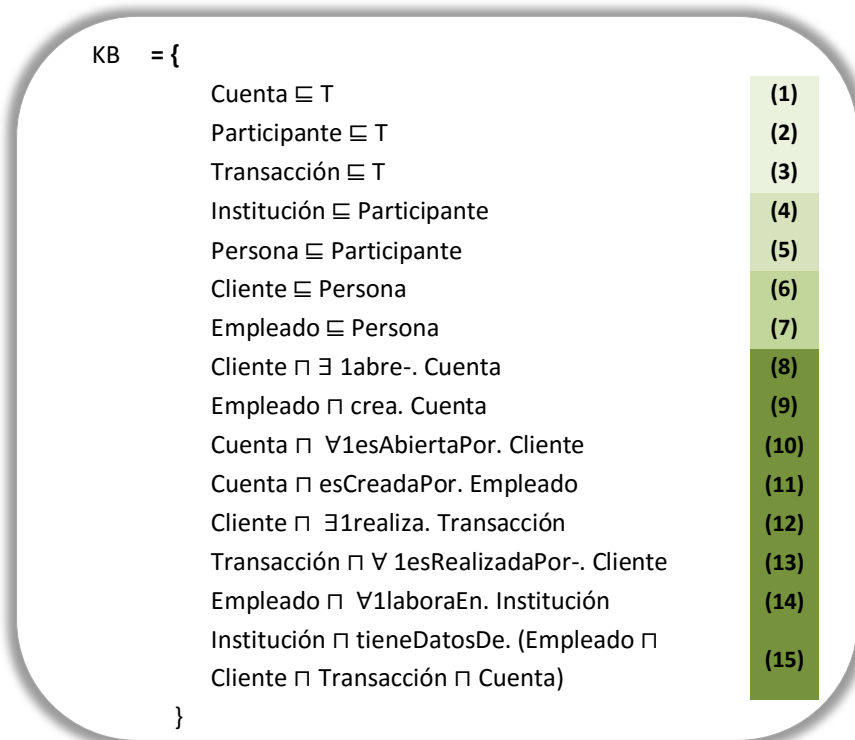 KB = {
Cuenta ⊑ T (1)
Participante ⊑ T (2)
Transacción ⊑ T (3)
Institución ⊑ Participante (4)
Persona ⊑ Participante (5)
Cliente ⊑ Persona (6)
Empleado ⊑ Persona (7)
Cliente ⊓ ∃ 1abre-. Cuenta (8)
Empleado ⊓ crea. Cuenta (9)
Cuenta ⊓ ∀1esAbiertaPor. Cliente (10)
Cuenta ⊓ esCreadaPor. Empleado (11)
Cliente ⊓ ∃1realiza. Transacción (12)
Transacción ⊓ ∀ 1esRealizadaPor-. Cliente (13)
Empleado ⊓ ∀1laboraEn. Institución (14)
Institución ⊓ tieneDatosDe. (Empleado ⊓
(15)
Cliente ⊓ Transacción ⊓ Cuenta)
}